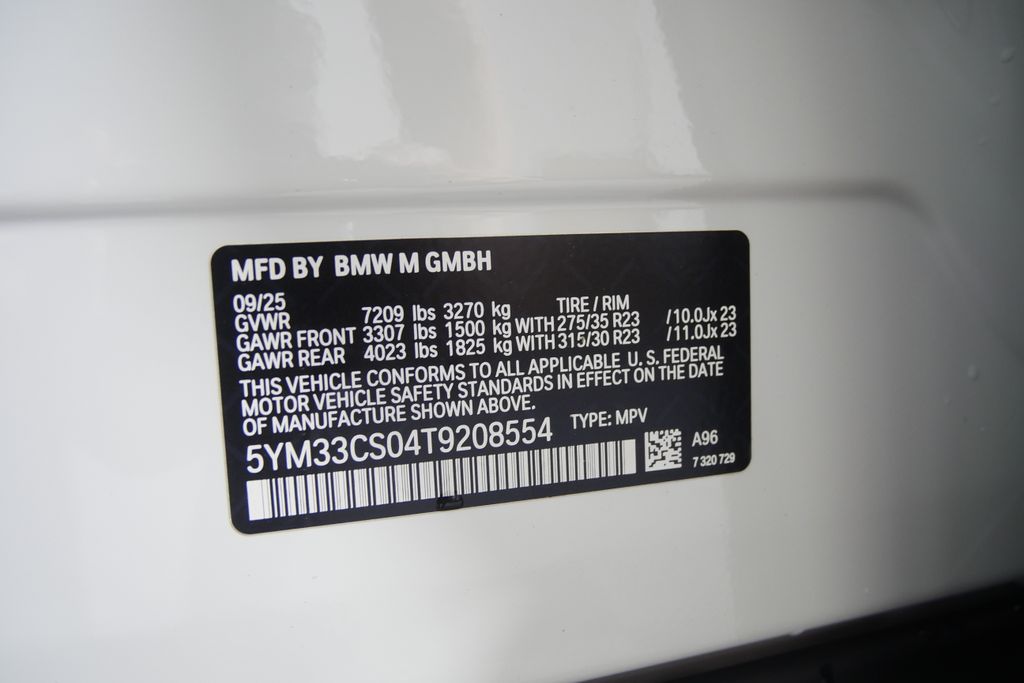 MFD BY BMW M GMBH
09/25 TIRE / RIM
GVWR 7209 lbs 3270 kg
GAWR FRONT 3307 lbs 1500 kg WITH 275/35 R23 /10.0Jx23
GAWR REAR 4023 lbs 1825 kg WITH 315/30 R23 /11.0Jx23
THIS VEHICLE CONFORMS TO ALL APPLICABLE U.S. FEDERAL
MOTOR VEHICLE SAFETY STANDARDS IN EFFECT ON THE DATE
OF MANUFACTURE SHOWN ABOVE.
5YM33CS04T9208554 TYPE: MPV
A96
7 320 729